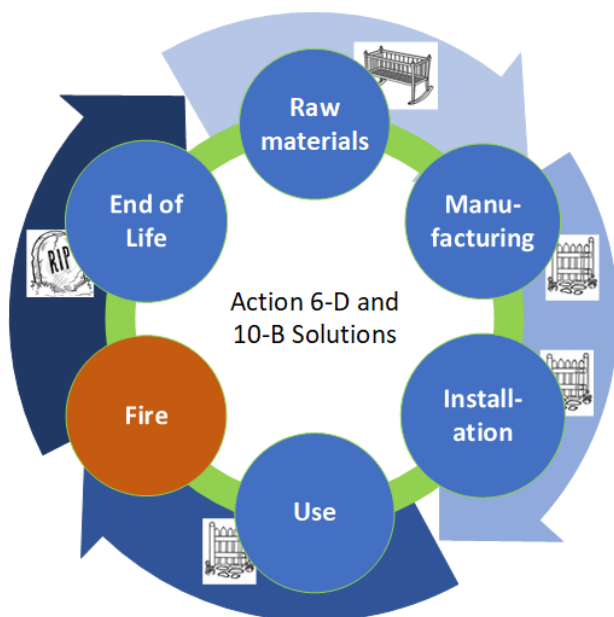 Raw
materials
Manu-
facturing
Install-
ation
Use
Fire
End of
Life
RIP
Action 6-D and
10-B Solutions